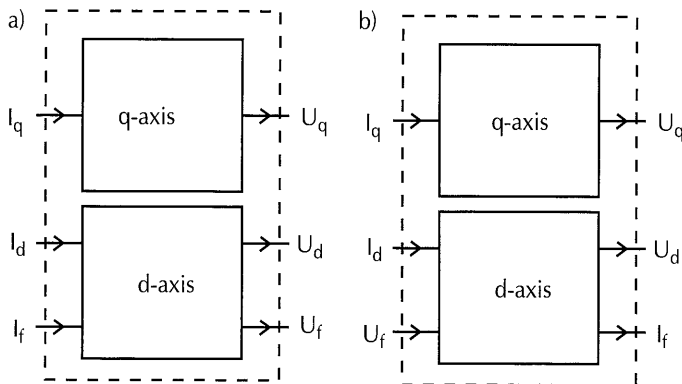 a)
I_q q-axis U_q
I_d U_d
d-axis
I_f U_f
b)
I_q q-axis U_q
I_d U_d
d-axis
U_f I_f